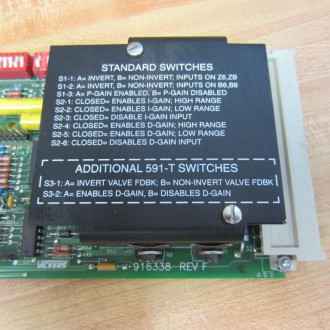 STANDARD SWITCHES
S1-1: A= INVERT, B= NON-INVERT; INPUTS ON Z6,Z8
S1-2: A= INVERT, B= NON-INVERT; INPUTS ON B6,B8
S1-3: A= P-GAIN ENABLED, B= P-GAIN DISABLED
S2-1: CLOSED= ENABLES I-GAIN; HIGH RANGE
S2-2: CLOSED= ENABLES I-GAIN; LOW RANGE
S2-3: CLOSED= DISABLE I-GAIN INPUT
S2-4: CLOSED= ENABLES D-GAIN; HIGH RANGE
S2-5: CLOSED= ENABLES D-GAIN; LOW RANGE
S2-6: CLOSED= DISABLES D-GAIN INPUT
ADDITIONAL 591-T SWITCHES
S3-1: A= INVERT VALVE FDBK; B= NON-INVERT VALVE FDBK
S3-2: A= ENABLES D-GAIN, B= DISABLES D-GAIN
VICKERS
916338 REV F